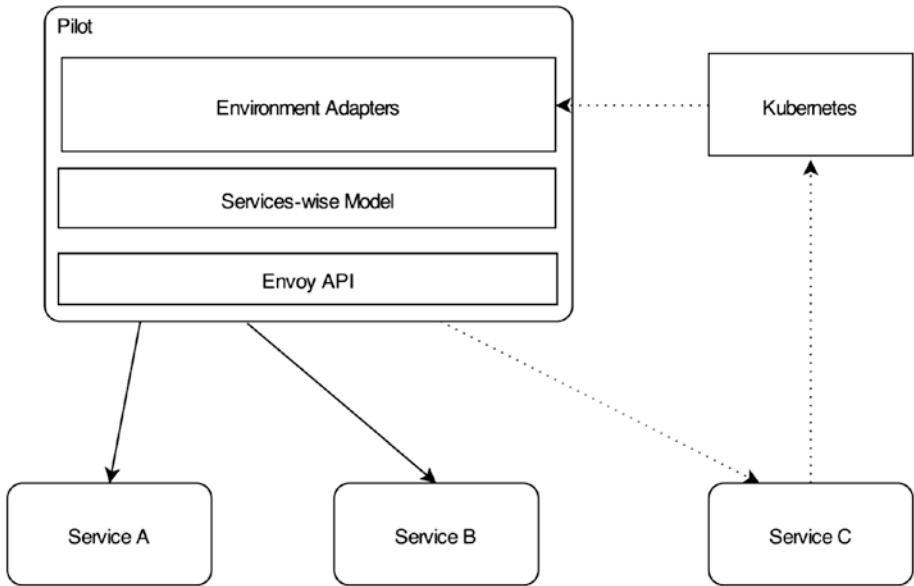 Pilot
Environment Adapters
Kubernetes
Services-wise Model
Envoy API
Service A
Service B
Service C